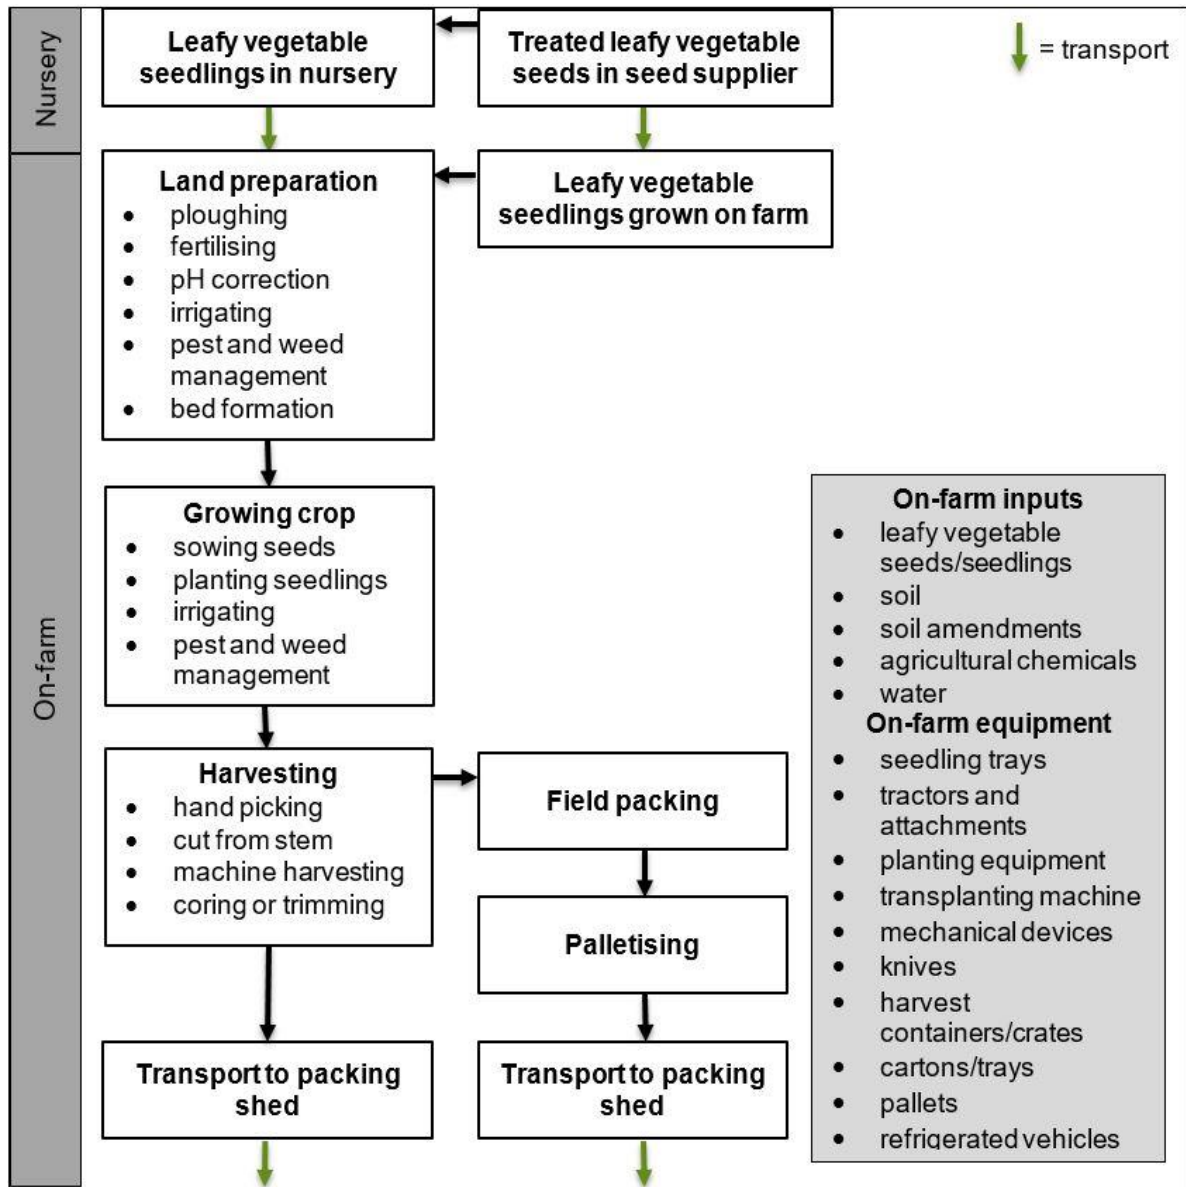 Nursery
Leafy vegetable
seedlings in nursery
Treated leafy vegetable
seeds in seed supplier
= transport
On-farm
Land preparation
• ploughing
• fertilising
• pH correction
• irrigating
• pest and weed
management
• bed formation
Leafy vegetable
seedlings grown on farm
Growing crop
• sowing seeds
• planting seedlings
• irrigating
• pest and weed
management
Harvesting
• hand picking
• cut from stem
• machine harvesting
• coring or trimming
Field packing
Palletising
Transport to packing
shed
Transport to packing
shed
On-farm inputs
• leafy vegetable
seeds/seedlings
• soil
• soil amendments
• agricultural chemicals
• water
On-farm equipment
• seedling trays
• tractors and
attachments
• planting equipment
• transplanting machine
• mechanical devices
• knives
• harvest
containers/crates
• cartons/trays
• pallets
• refrigerated vehicles